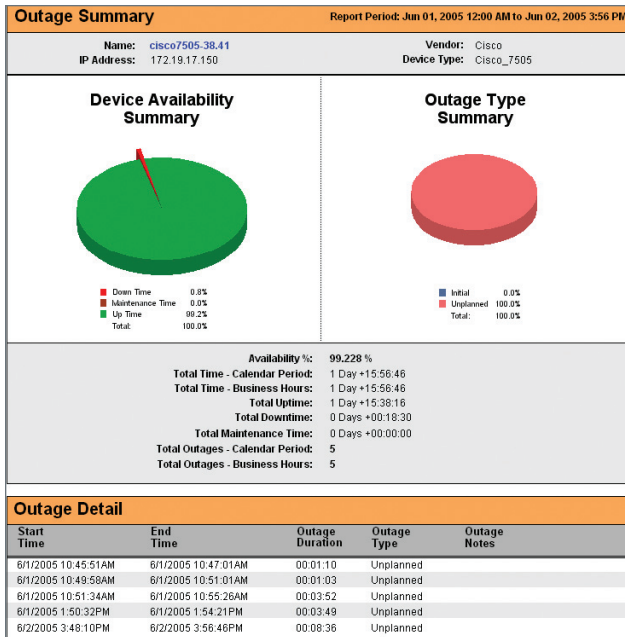 Outage Summary Report Period: Jun 01, 2005 12:00 AM to Jun 02, 2005 3:56 PM
Name: cisco7505-38.41 Vendor: Cisco
IP Address: 172.19.17.150 Device Type: Cisco_7505
Device Availability
Summary
Down Time 0.8%
Maintenance Time 0.0%
Up Time 99.2%
Total: 100.0%
Outage Type
Summary
Initial 0.0%
Unplanned 100.0%
Total: 100.0%
Availability %: 99.228 %
Total Time - Calendar Period: 1 Day +15:56:46
Total Time - Business Hours: 1 Day +15:56:46
Total Uptime: 1 Day +15:38:16
Total Downtime: 0 Days +00:18:30
Total Maintenance Time: 0 Days +00:00:00
Total Outages - Calendar Period: 5
Total Outages - Business Hours: 5
Outage Detail
Start Time End Time Outage Duration Outage Type Outage Notes
6/1/2005 10:45:51AM 6/1/2005 10:47:01AM 00:01:10 Unplanned
6/1/2005 10:49:58AM 6/1/2005 10:51:01AM 00:01:03 Unplanned
6/1/2005 10:51:34AM 6/1/2005 10:55:26AM 00:03:52 Unplanned
6/1/2005 1:50:32PM 6/1/2005 1:54:21PM 00:03:49 Unplanned
6/2/2005 3:48:10PM 6/2/2005 3:56:46PM 00:08:36 Unplanned